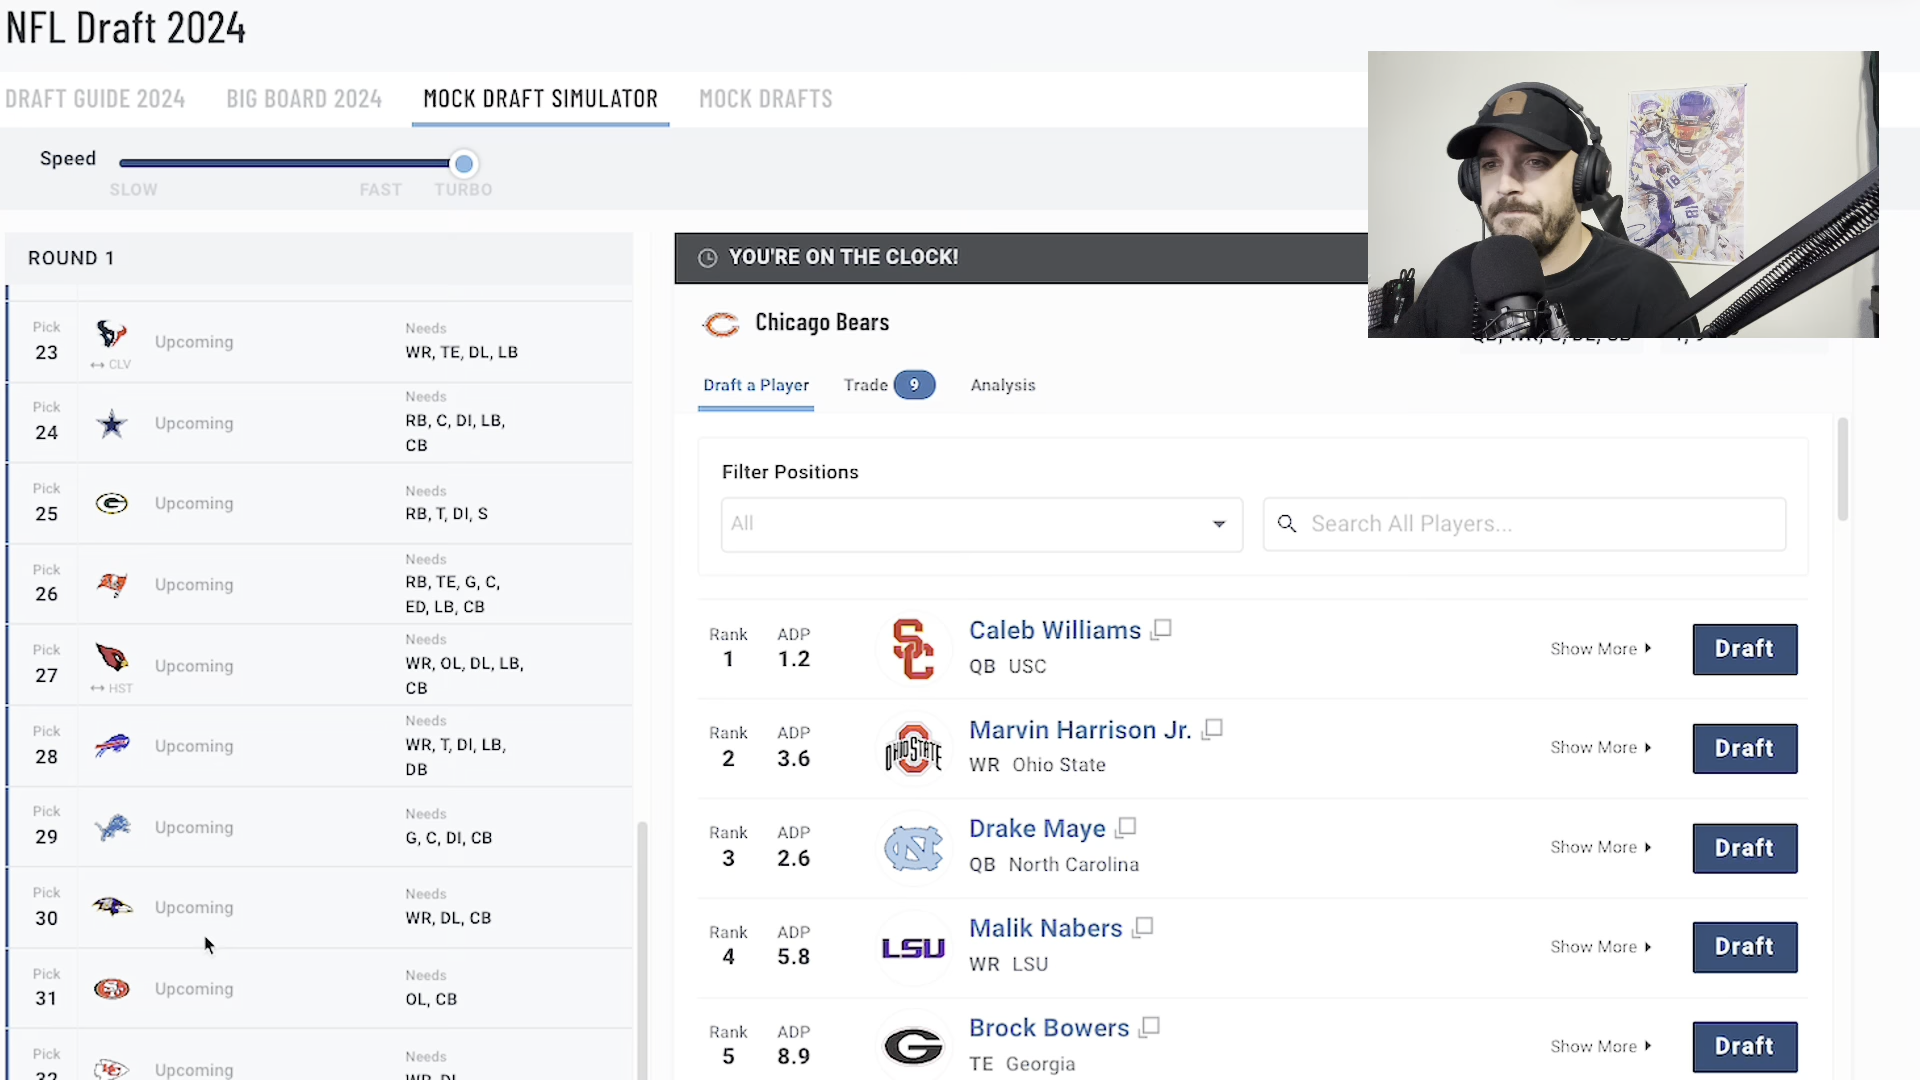 NFL Draft 2024
DRAFT GUIDE 2024 BIG BOARD 2024 MOCK DRAFT SIMULATOR MOCK DRAFTS
Speed
SLOW FAST TURBO
ROUND 1
Pick 23
CLV
Upcoming
Needs
WR, TE, DL, LB
Pick 24
Upcoming
Needs
RB, C, DI, LB,
CB
Pick 25
Upcoming
Needs
RB, T, DI, S
Pick 26
Upcoming
Needs
RB, TE, G, C,
ED, LB, CB
Pick 27
HST
Upcoming
Needs
WR, OL, DL, LB,
CB
Pick 28
Upcoming
Needs
WR, T, DI, LB,
DB
Pick 29
Upcoming
Needs
G, C, DI, CB
Pick 30
Upcoming
Needs
WR, DL, CB
Pick 31
Upcoming
Needs
OL, CB
Pick 32
Upcoming
Needs
WR, DL
YOU'RE ON THE CLOCK!
Chicago Bears
Draft a Player Trade 9 Analysis
Filter Positions
All
Search All Players...
Rank 1
ADP 1.2
SC
Caleb Williams
QB USC
Show More
Draft
Rank 2
ADP 3.6
OHIO STATE
Marvin Harrison Jr.
WR Ohio State
Show More
Draft
Rank 3
ADP 2.6
NC
Drake Maye
QB North Carolina
Show More
Draft
Rank 4
ADP 5.8
LSU
Malik Nabers
WR LSU
Show More
Draft
Rank 5
ADP 8.9
G
Brock Bowers
TE Georgia
Show More
Draft
18
81